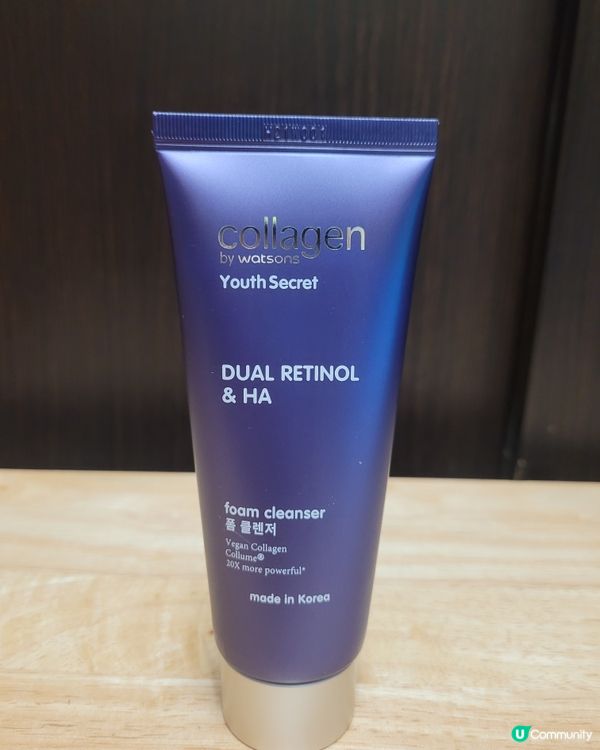 collagen
by watsons
Youth Secret
DUAL RETINOL
& HA
foam cleanser
폼 클렌저
Vegan Collagen
Collume®
20X more powerful*
made in Korea
U Community